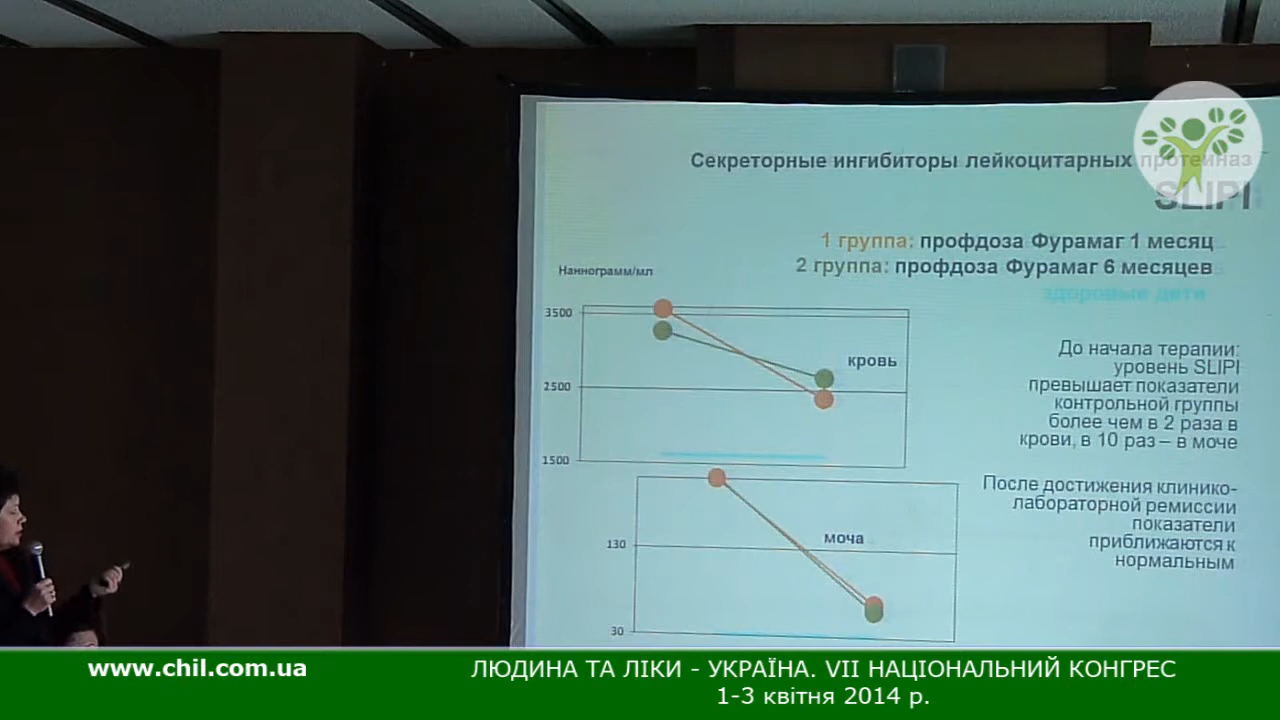 Секреторные ингибиторы лейкоцитарных протеиназ
SLIPI
1 группа: профдоза Фурамаг 1 месяц
2 группа: профдоза Фурамаг 6 месяцев
здоровые дети
Наннограмм/мл
3500
2500
1500
кровь
До начала терапии:
уровень SLIPI
превышает показатели
контрольной группы
более чем в 2 раза в
крови, в 10 раз – в моче
130
30
моча
После достижения клинико-
лабораторной ремиссии
показатели
приближаются к
нормальным
www.chil.com.ua
ЛЮДИНА ТА ЛІКИ - УКРАЇНА. VII НАЦІОНАЛЬНИЙ КОНГРЕС
1-3 квітня 2014 р.